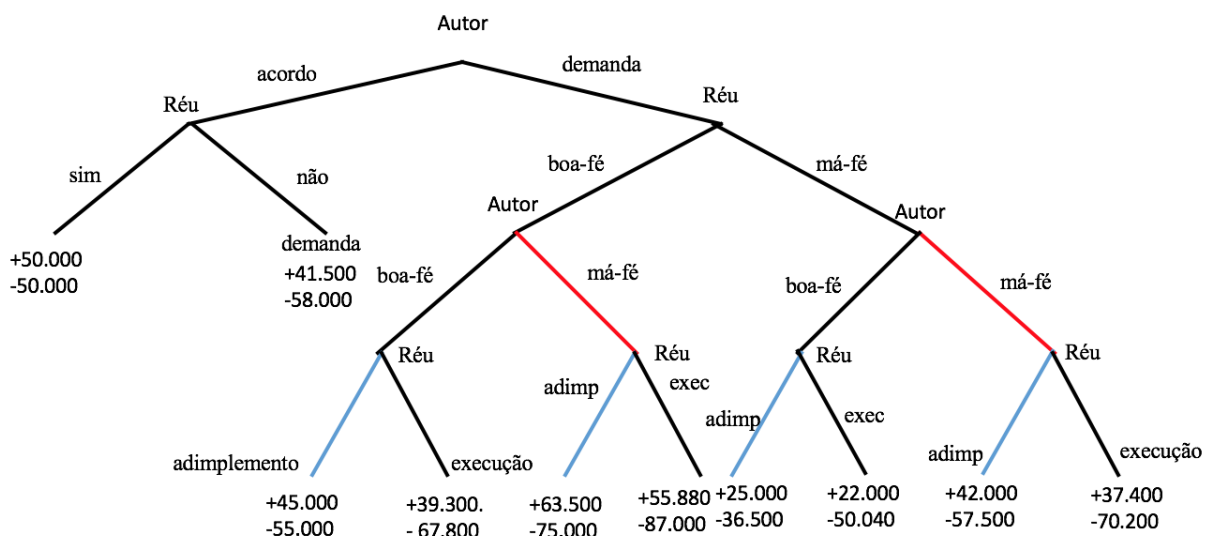 Autor
acordo
demanda
Réu
Réu
sim
não
boa-fé
má-fé
+50.000
-50.000
demanda
+41.500
-58.000
Autor
Autor
boa-fé
má-fé
boa-fé
má-fé
Réu
Réu
Réu
Réu
adimplemento
execução
adimp
exec
adimp
exec
adimp
execução
+45.000
-55.000
+39.300.
- 67.800
+63.500
-75.000
+55.880
-87.000
+25.000
-36.500
+22.000
-50.040
+42.000
-57.500
+37.400
-70.200